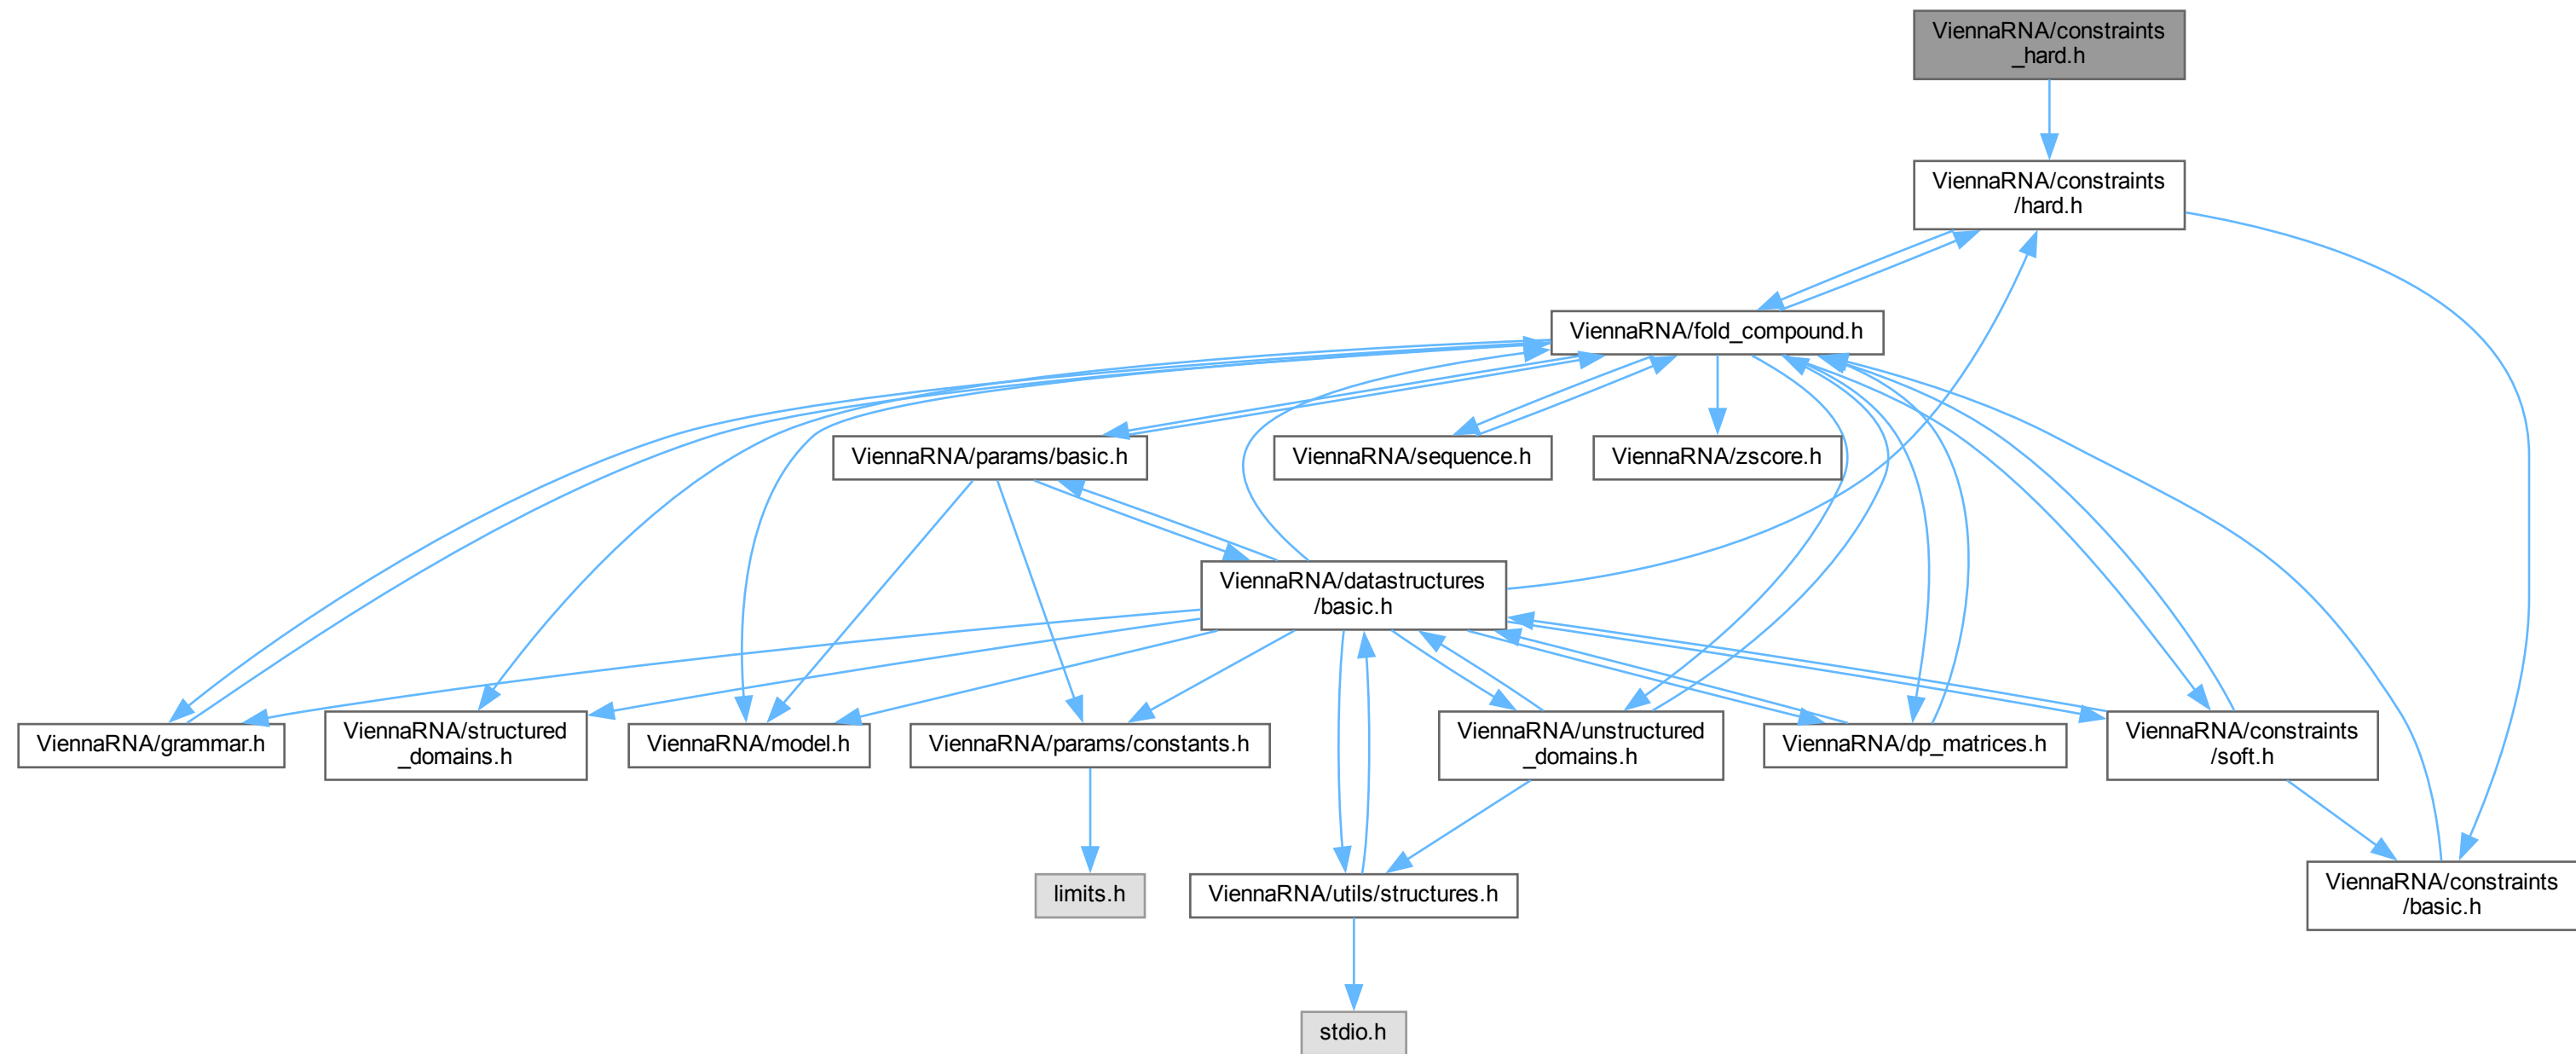 ViennaRNA/constraints
_hard.h
ViennaRNA/constraints
/hard.h
ViennaRNA/fold_compound.h
ViennaRNA/params/basic.h
ViennaRNA/sequence.h
ViennaRNA/zscore.h
ViennaRNA/datastructures
/basic.h
ViennaRNA/grammar.h
ViennaRNA/structured
_domains.h
ViennaRNA/model.h
ViennaRNA/params/constants.h
ViennaRNA/unstructured
_domains.h
ViennaRNA/dp_matrices.h
ViennaRNA/constraints
/soft.h
limits.h
ViennaRNA/utils/structures.h
ViennaRNA/constraints
/basic.h
stdio.h